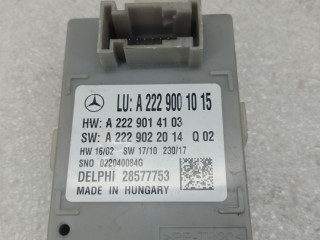 LU: A 222 900 10 15
HW: A 222 901 41 03
SW: A 222 902 20 14 Q 02
HW 16/02 SW 17/10 230/17
SNO 022040084G
DELPHI 28577753
MADE IN HUNGARY